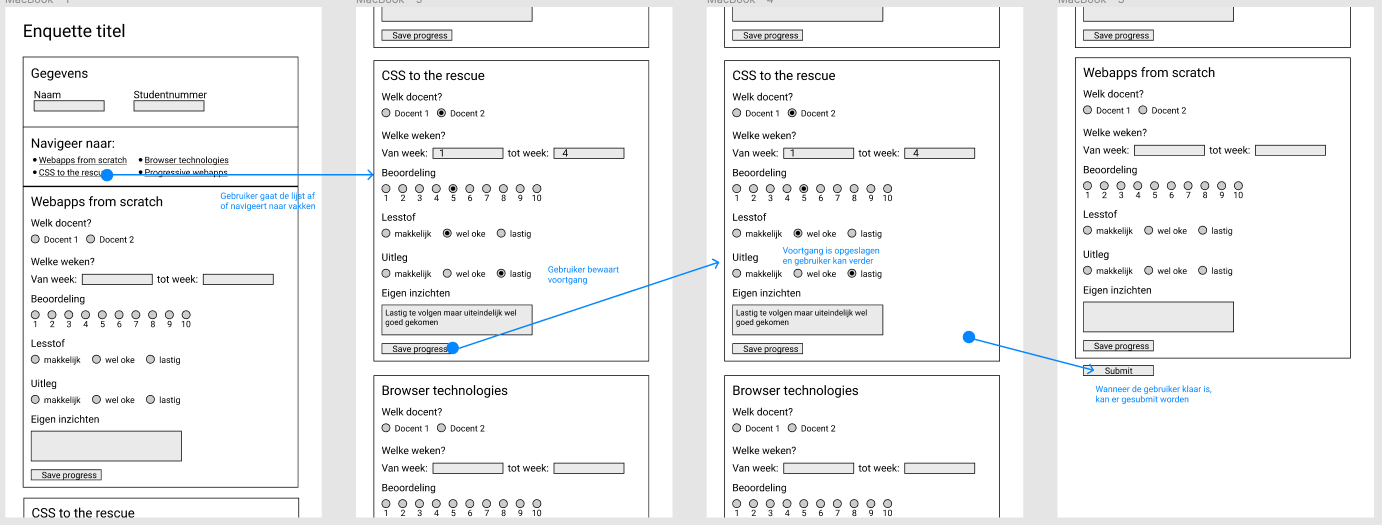 MacBook - 1
Enquette titel
Gegevens
Naam Studentnummer
Navigeer naar:
Webapps from scratch Browser technologies
CSS to the rescue Progressive webapps
Gebruiker gaat de lijst af
of navigeert naar vakken
Webapps from scratch
Welk docent?
Docent 1 Docent 2
Welke weken?
Van week: tot week:
Beoordeling
1 2 3 4 5 6 7 8 9 10
Lesstof
makkelijk wel oke lastig
Uitleg
makkelijk wel oke lastig
Eigen inzichten
Save progress
CSS to the rescue
Save progress
CSS to the rescue
Welk docent?
Docent 1 Docent 2
Welke weken?
Van week: 1 tot week: 4
Beoordeling
1 2 3 4 5 6 7 8 9 10
Lesstof
makkelijk wel oke lastig
Uitleg
makkelijk wel oke lastig
Gebruiker bewaart
voortgang
Eigen inzichten
Lastig te volgen maar uiteindelijk wel
goed gekomen
Save progress
Browser technologies
Welk docent?
Docent 1 Docent 2
Welke weken?
Van week: tot week:
Beoordeling
1 2 3 4 5 6 7 8 9 10
MacBook - 4
Save progress
CSS to the rescue
Welk docent?
Docent 1 Docent 2
Welke weken?
Van week: 1 tot week: 4
Beoordeling
1 2 3 4 5 6 7 8 9 10
Lesstof
makkelijk wel oke lastig
Voortgang is opgeslagen
en gebruiker kan verder
Uitleg
makkelijk wel oke lastig
Eigen inzichten
Lastig te volgen maar uiteindelijk wel
goed gekomen
Save progress
Browser technologies
Welk docent?
Docent 1 Docent 2
Welke weken?
Van week: tot week:
Beoordeling
1 2 3 4 5 6 7 8 9 10
Save progress
Webapps from scratch
Welk docent?
Docent 1 Docent 2
Welke weken?
Van week: tot week:
Beoordeling
1 2 3 4 5 6 7 8 9 10
Lesstof
makkelijk wel oke lastig
Uitleg
makkelijk wel oke lastig
Eigen inzichten
Save progress
Submit
Wanneer de gebruiker klaar is,
kan er gesubmit worden